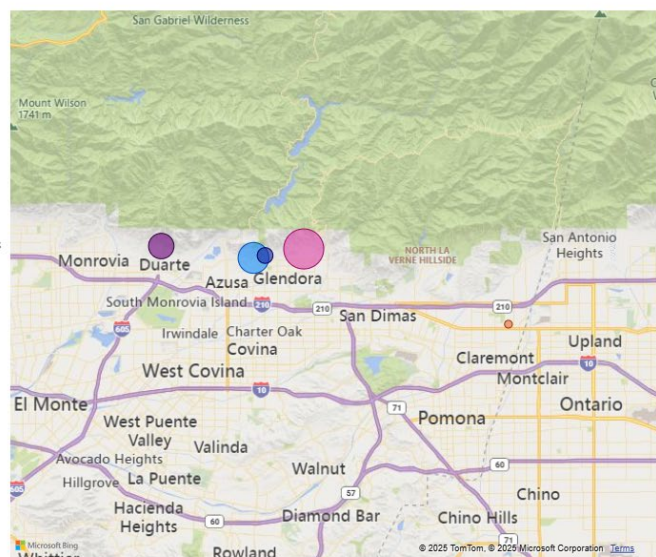 San Gabriel Wilderness
Mount Wilson
1741 m
San Antonio
Heights
Monrovia
Duarte
NORTH LA
VERNE HILLSIDE
Azusa
Glendora
South Monrovia Island
210
210
210
San Dimas
605
Irwindale
Charter Oak
Covina
Upland
Claremont
West Covina
Montclair
10
10
El Monte
71
Ontario
West Puente
Valley
Pomona
Valinda
Avocado Heights
La Puente
Walnut
60
605
Hillgrove
57
Chino
Hacienda
Heights
60
Diamond Bar
Chino Hills
71
Microsoft Bing
Whittier
Rowland
© 2025 TomTom, © 2025 Microsoft Corporation Terms